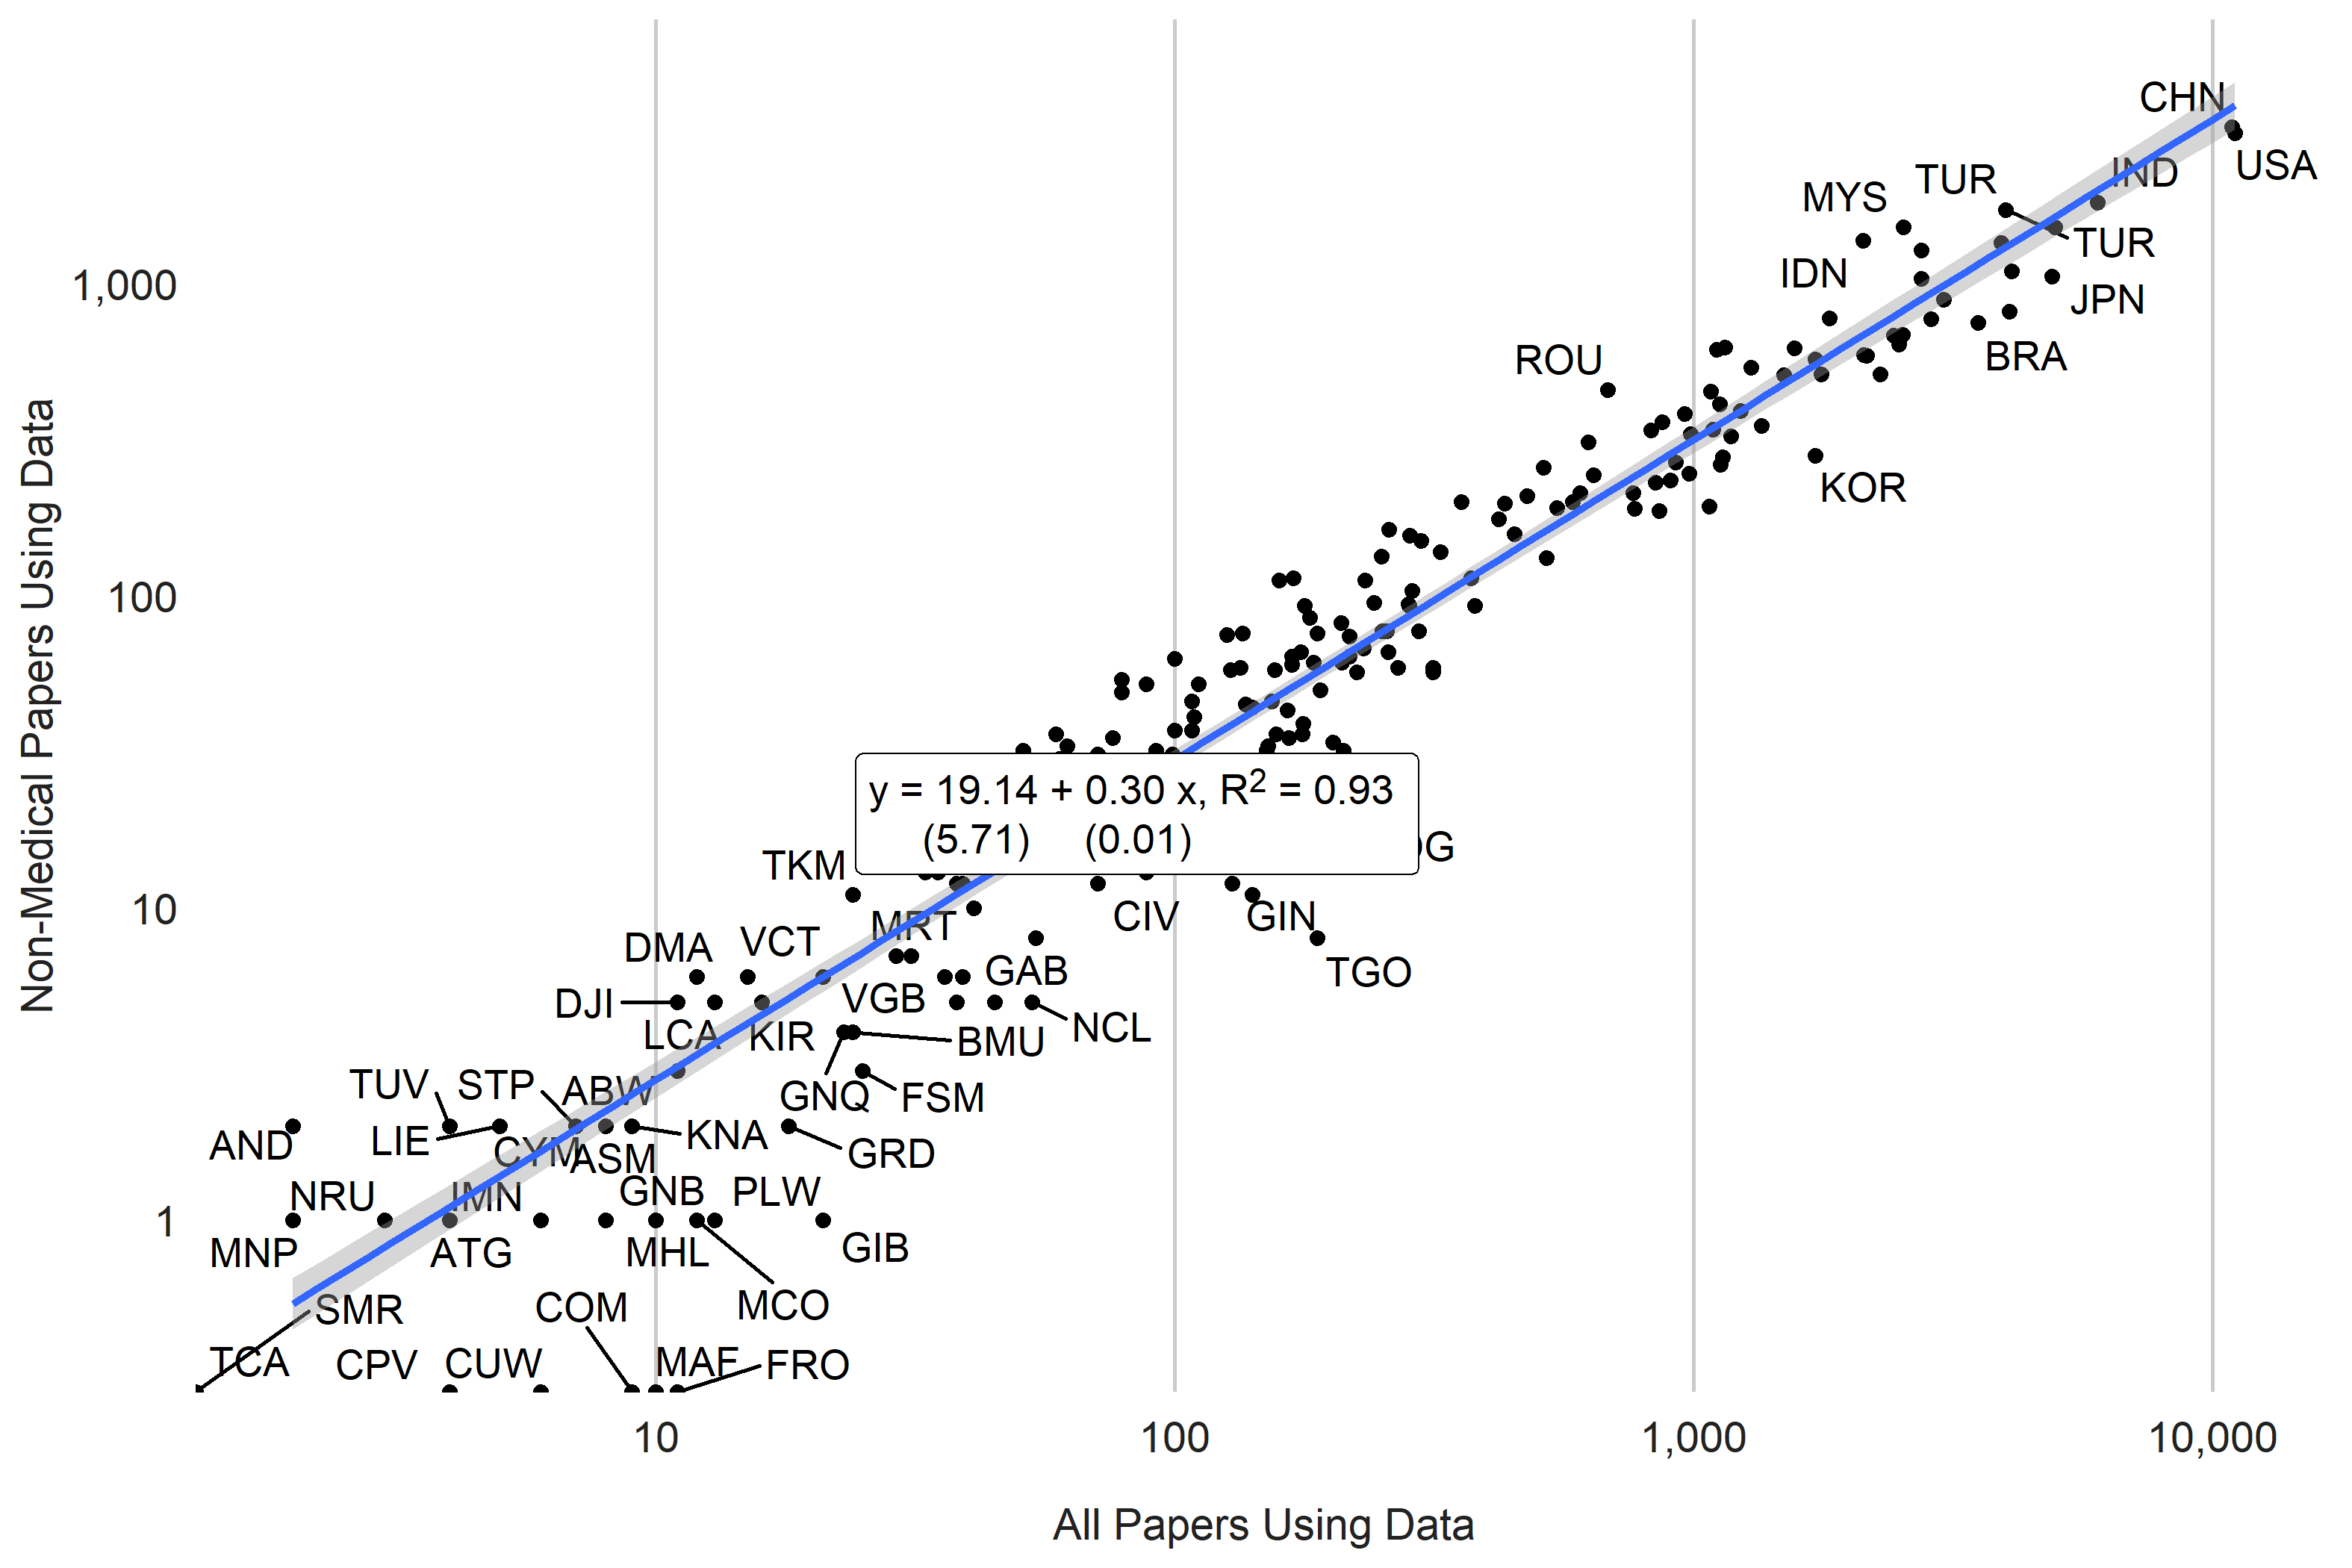 CHN
USA
IND
TUR
MYS
TUR
IDN
JPN
1,000
BRA
ROU
KOR
Non-Medical Papers Using Data
100
y = 19.14 + 0.30 x, R² = 0.93
(5.71) (0.01)
TKM
10
CIV
GIN
MRT
VCT
DMA
GAB
TGO
DJI
VGB
NCL
LCA
KIR
BMU
TUV
STP
ABW
GNQ
FSM
AND
LIE
KNA
CYM
ASM
GRD
NRU
IMN
GNB
PLW
1
MNP
ATG
MHL
GIB
SMR
COM
MCO
TCA
CPV
CUW
MAF
FRO
10
100
1,000
10,000
All Papers Using Data